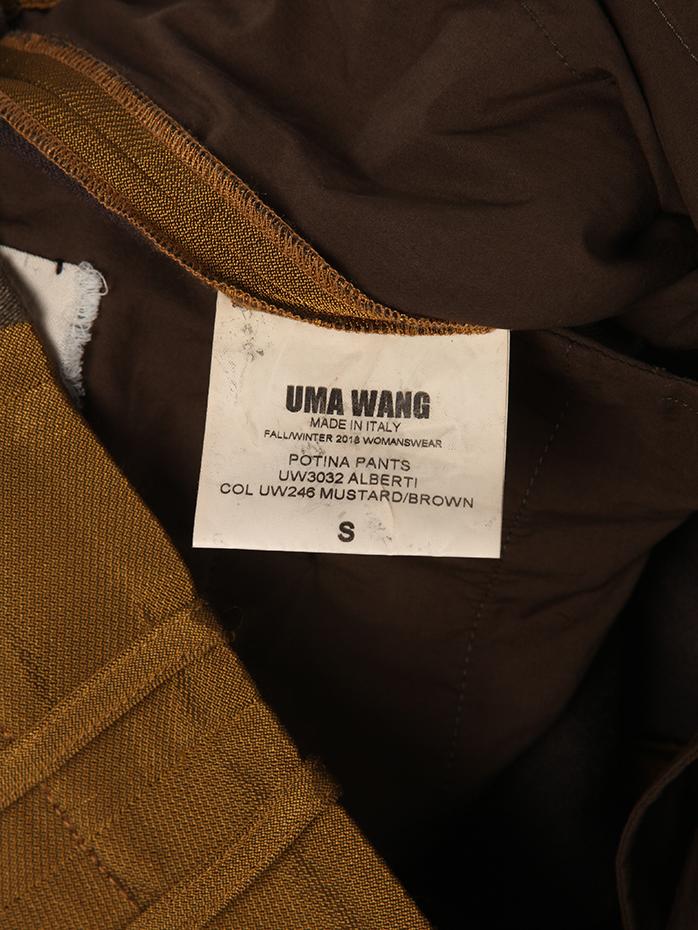 UMA WANG
MADE IN ITALY
FALL/WINTER 2018 WOMANSWEAR
POTINA PANTS
UW3032 ALBERTI
COL UW246 MUSTARD/BROWN
S